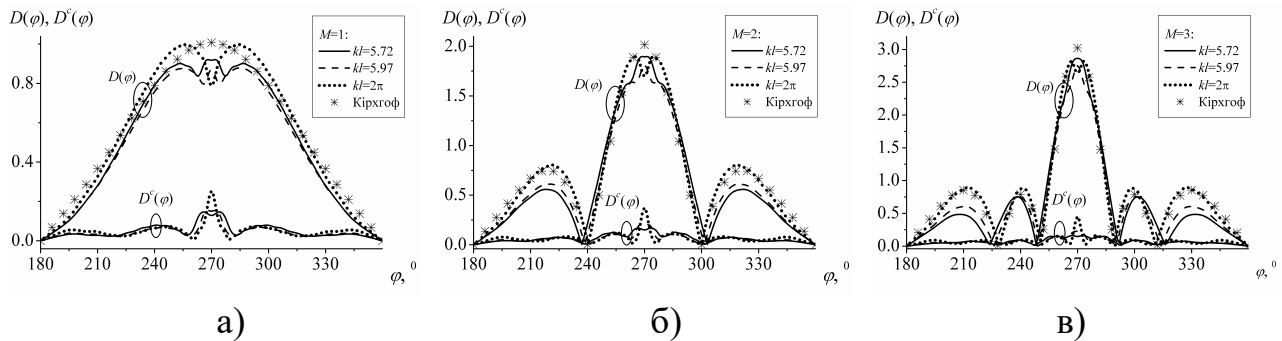 D(φ), D^c(φ)
M=1:
kl=5.72
kl=5.97
kl=2π
Кірхгоф
D(φ)
D^c(φ)
0.8
0.4
0.0
180 210 240 270 300 330
φ, ⁰
а)
D(φ), D^c(φ)
M=2:
kl=5.72
kl=5.97
kl=2π
Кірхгоф
D(φ)
D^c(φ)
2.0
1.5
1.0
0.5
0.0
180 210 240 270 300 330
φ, ⁰
б)
D(φ), D^c(φ)
M=3:
kl=5.72
kl=5.97
kl=2π
Кірхгоф
D(φ)
D^c(φ)
3.0
2.5
2.0
1.5
1.0
0.5
0.0
180 210 240 270 300 330
φ, ⁰
в)